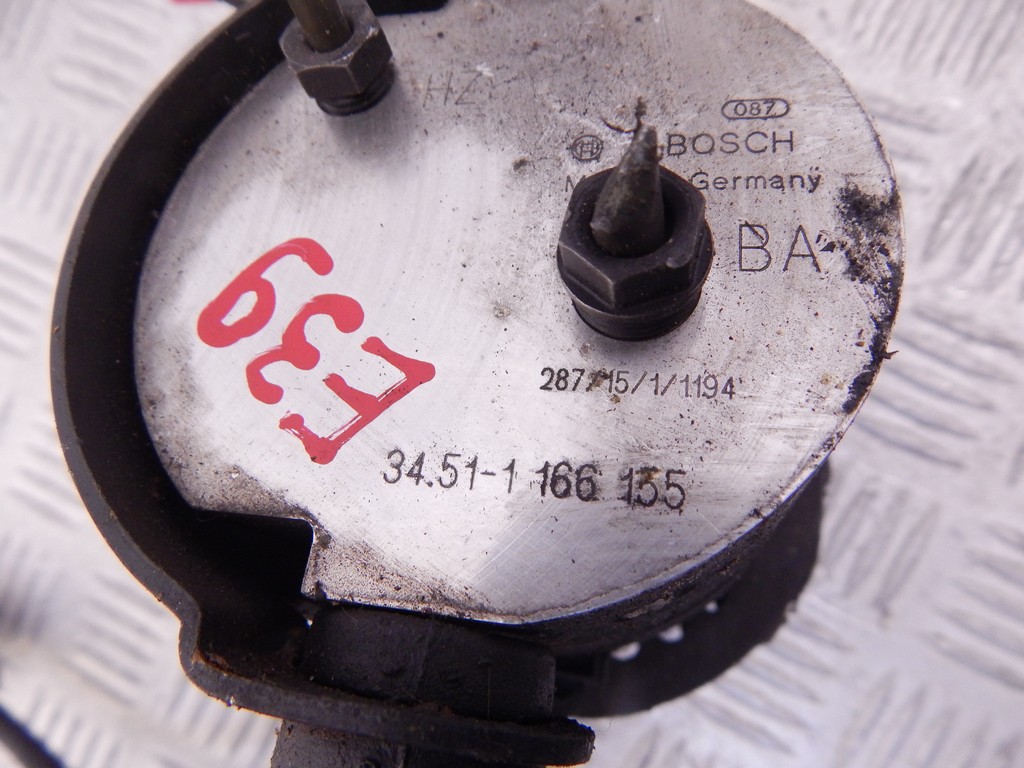 HZ
087
BOSCH
Germany
BA
E39
287/15/1/1194
34.51-1 166 155